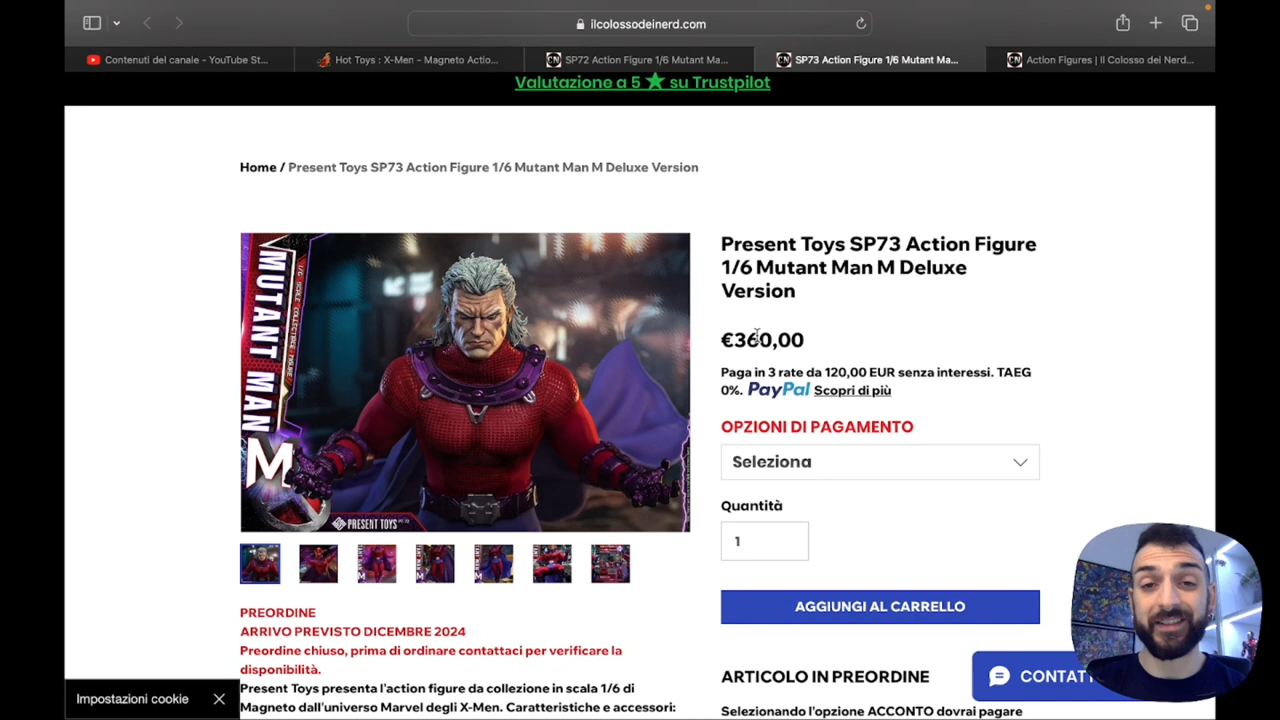 ilcolossodeinerd.com
Contenuti del canale - YouTube St...
Hot Toys : X-Men - Magneto Actio...
SP72 Action Figure 1/6 Mutant Ma...
SP73 Action Figure 1/6 Mutant Ma...
Action Figures | Il Colosso dei Nerd...
Valutazione a 5 ★ su Trustpilot
Home / Present Toys SP73 Action Figure 1/6 Mutant Man M Deluxe Version
MUTANT MAN
M
PRESENT TOYS
Present Toys SP73 Action Figure
1/6 Mutant Man M Deluxe
Version
€360,00
Paga in 3 rate da 120,00 EUR senza interessi. TAEG
0%. PayPal Scopri di più
OPZIONI DI PAGAMENTO
Seleziona
Quantità
1
AGGIUNGI AL CARRELLO
PREORDINE
ARRIVO PREVISTO DICEMBRE 2024
Preordine chiuso, prima di ordinare contattaci per verificare la
disponibilità.
Present Toys presenta l'action figure da collezione in scala 1/6 di
Magneto dall'universo Marvel degli X-Men. Caratteristiche e accessori:
ARTICOLO IN PREORDINE
Selezionando l'opzione ACCONTO dovrai pagare
CONTATT
Impostazioni cookie